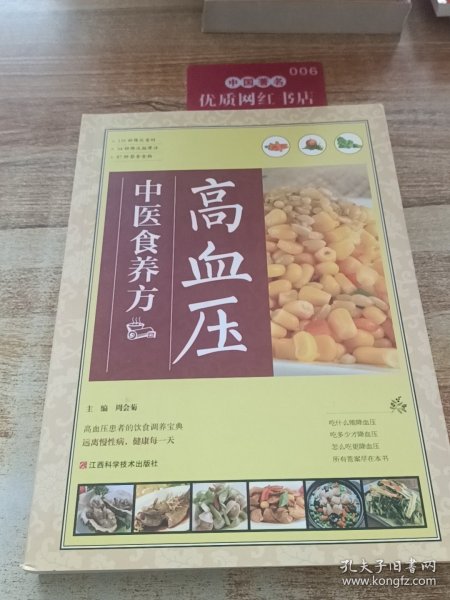 006
中国著名
优质网红书店
高血压
中医食养方
主 编 周会菊
高血压患者的饮食调养宝典
远离慢性病，健康每一天
江西科学技术出版社
吃什么能降血压
吃多少方降血压
怎么吃更降血压
所有答案尽在本书
孔夫子旧书网
www.kongfz.com